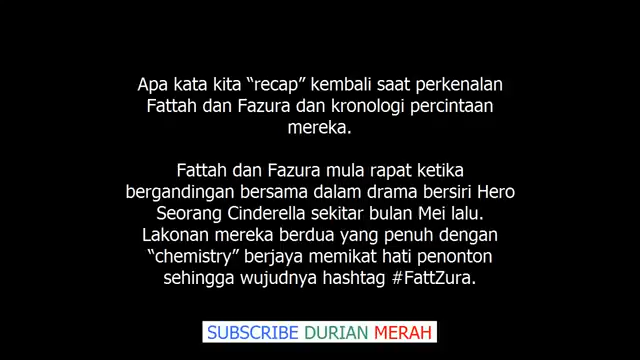 Apa kata kita “recap” kembali saat perkenalan
Fattah dan Fazura dan kronologi percintaan
mereka.
Fattah dan Fazura mula rapat ketika
bergandingan bersama dalam drama bersiri Hero
Seorang Cinderella sekitar bulan Mei lalu.
Lakonan mereka berdua yang penuh dengan
“chemistry” berjaya memikat hati penonton
sehingga wujudnya hashtag #FattZura.
SUBSCRIBE DURIAN MERAH